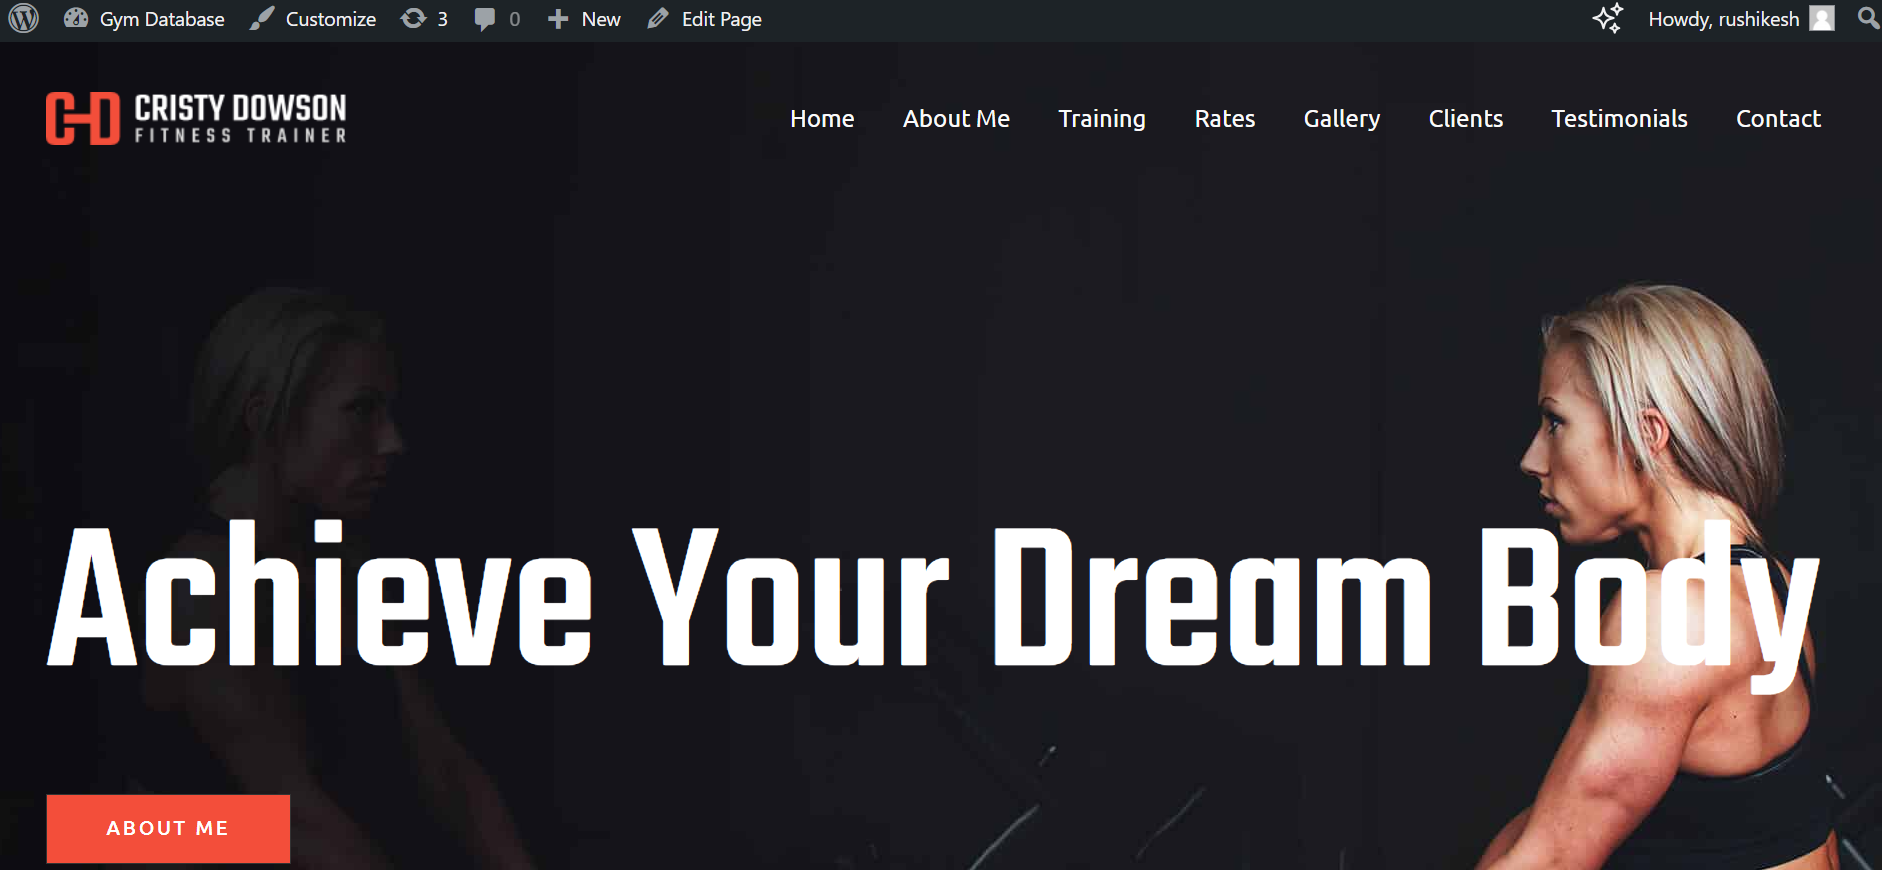 Gym Database Customize 3 0 New Edit Page Howdy, rushikesh
CRISTY DOWSON
FITNESS TRAINER
Home About Me Training Rates Gallery Clients Testimonials Contact
Achieve Your Dream Body
ABOUT ME